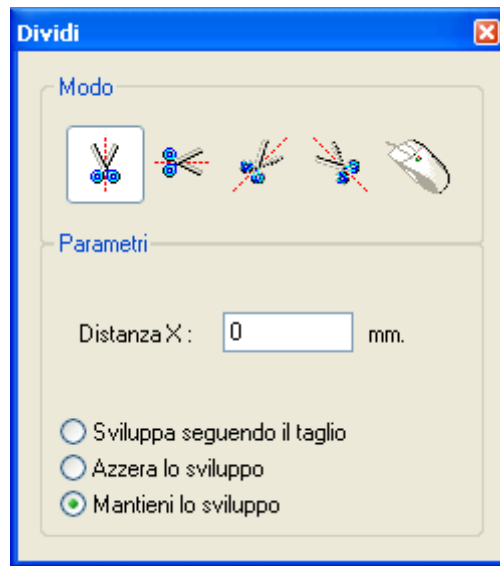 Dividi
Modo
Parametri
Distanza X : 0 mm.
Sviluppa seguendo il taglio
Azzera lo sviluppo
Mantieni lo sviluppo